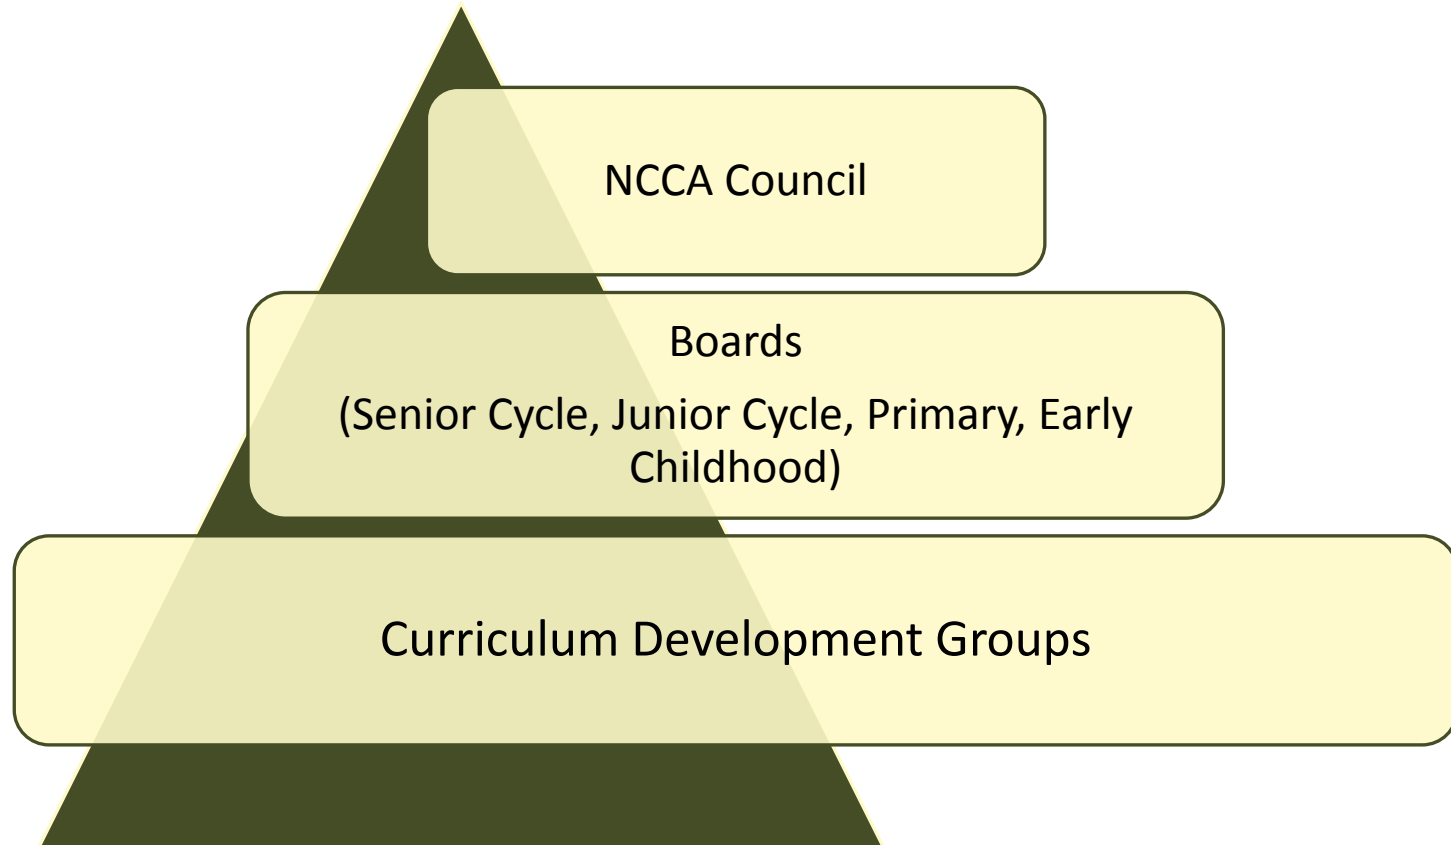 NCCA Council
Boards
(Senior Cycle, Junior Cycle, Primary, Early
Childhood)
Curriculum Development Groups